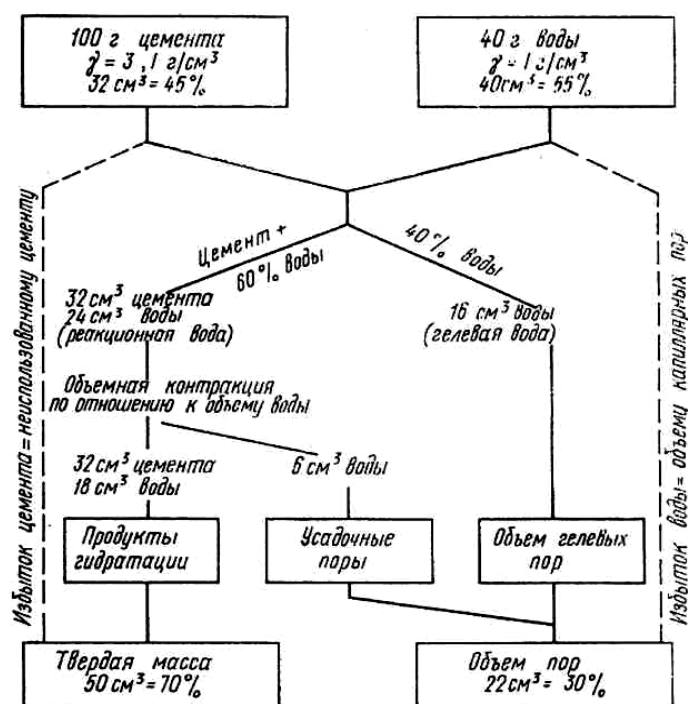 100 г цемента
γ = 3,1 г/см³
32 см³ = 45%
40 г воды
γ = 1 г/см³
40см³ = 55%
Избыток цемента = неиспользованному цементу
Цемент +
60% воды
40% воды
32 см³ цемента
24 см³ воды
(реакционная вода)
16 см³ воды
(гелевая вода)
Объемная контракция
по отношению к объему воды
32 см³ цемента
18 см³ воды
6 см³ воды
Продукты
гидратации
Усадочные
поры
Объем гелевых
пор
Избыток воды = объему капиллярных пор
Твердая масса
50 см³ = 70%
Объем пор
22 см³ = 30%